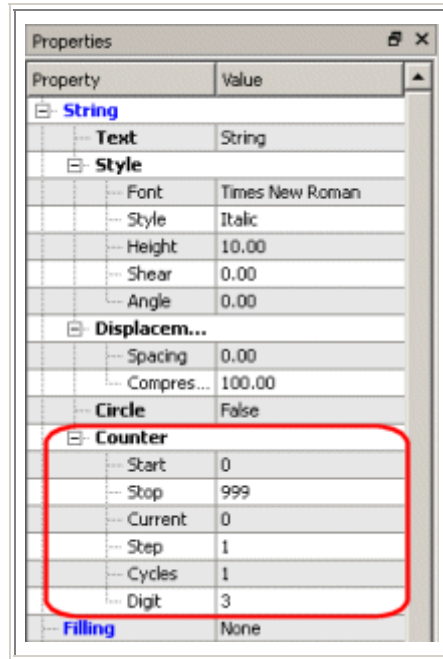 Properties
Property Value
String
Text String
Style
Font Times New Roman
Style Italic
Height 10.00
Shear 0.00
Angle 0.00
Displacem...
Spacing 0.00
Compres... 100.00
Circle False
Counter
Start 0
Stop 999
Current 0
Step 1
Cycles 1
Digit 3
Filling None